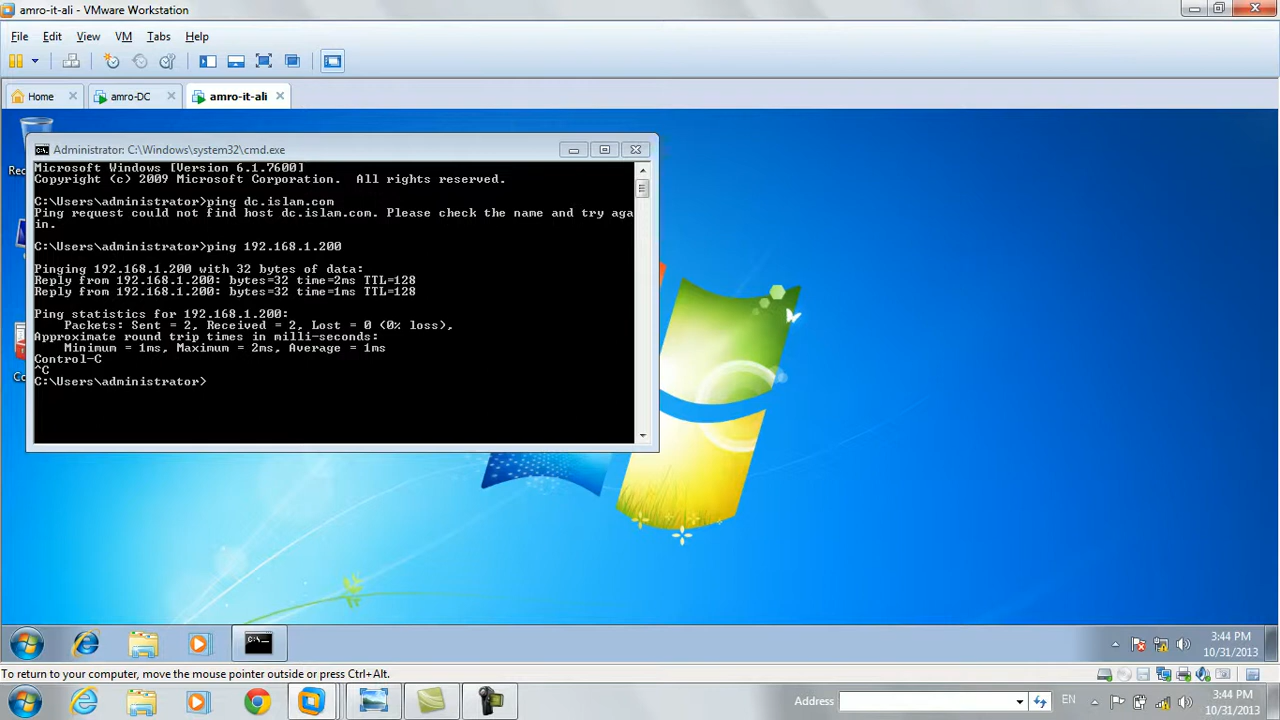 amro-it-ali - VMware Workstation
File Edit View VM Tabs Help
Home amro-DC amro-it-ali
Administrator: C:\Windows\system32\cmd.exe
Microsoft Windows [Version 6.1.7600]
Copyright (c) 2009 Microsoft Corporation.  All rights reserved.
C:\Users\administrator>ping dc.islam.com
Ping request could not find host dc.islam.com. Please check the name and try aga
in.
C:\Users\administrator>ping 192.168.1.200
Pinging 192.168.1.200 with 32 bytes of data:
Reply from 192.168.1.200: bytes=32 time=2ms TTL=128
Reply from 192.168.1.200: bytes=32 time=1ms TTL=128
Ping statistics for 192.168.1.200:
Packets: Sent = 2, Received = 2, Lost = 0 (0% loss),
Approximate round trip times in milli-seconds:
Minimum = 1ms, Maximum = 2ms, Average = 1ms
Control-C
^C
C:\Users\administrator>
3:44 PM
10/31/2013
To return to your computer, move the mouse pointer outside or press Ctrl+Alt.
Address EN 3:44 PM
10/31/2013